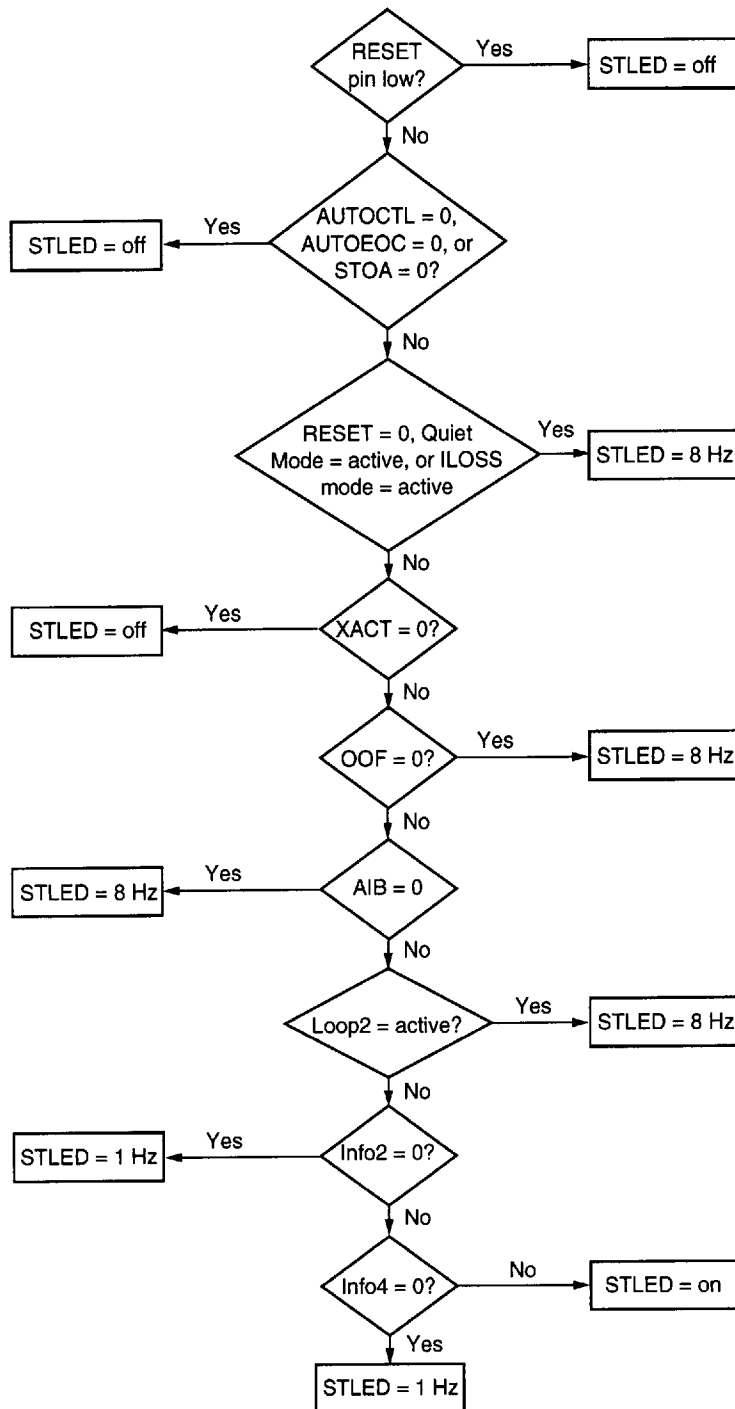 RESET
pin low?
Yes
STLED = off
No
AUTOCTL = 0,
AUTOEOC = 0, or
STOA = 0?
Yes
STLED = off
No
RESET = 0, Quiet
Mode = active, or ILOSS
mode = active
Yes
STLED = 8 Hz
No
XACT = 0?
Yes
STLED = off
No
OOF = 0?
Yes
STLED = 8 Hz
No
AIB = 0
Yes
STLED = 8 Hz
No
Loop2 = active?
Yes
STLED = 8 Hz
No
Info2 = 0?
Yes
STLED = 1 Hz
No
Info4 = 0?
No
STLED = on
Yes
STLED = 1 Hz